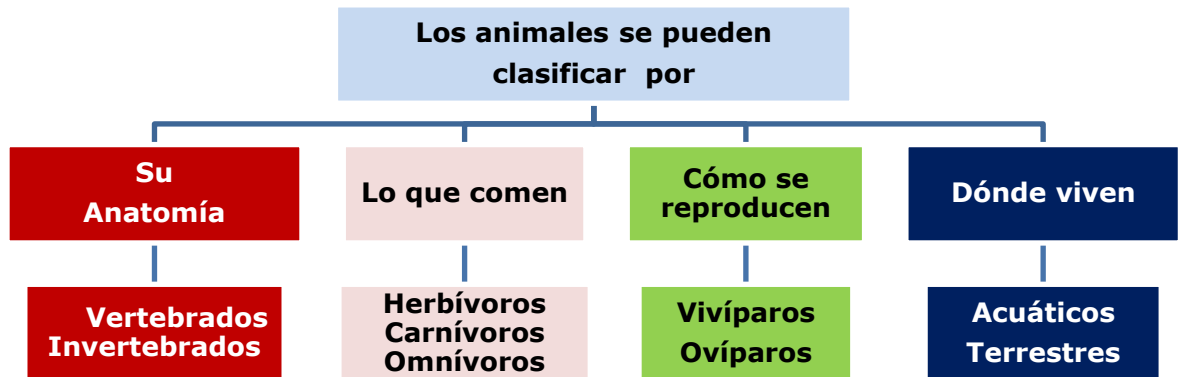 Los animales se pueden
clasificar por
Su
Anatomía
Lo que comen
Cómo se
reproducen
Dónde viven
Vertebrados
Invertebrados
Herbívoros
Carnívoros
Omnívoros
Vivíparos
Ovíparos
Acuáticos
Terrestres